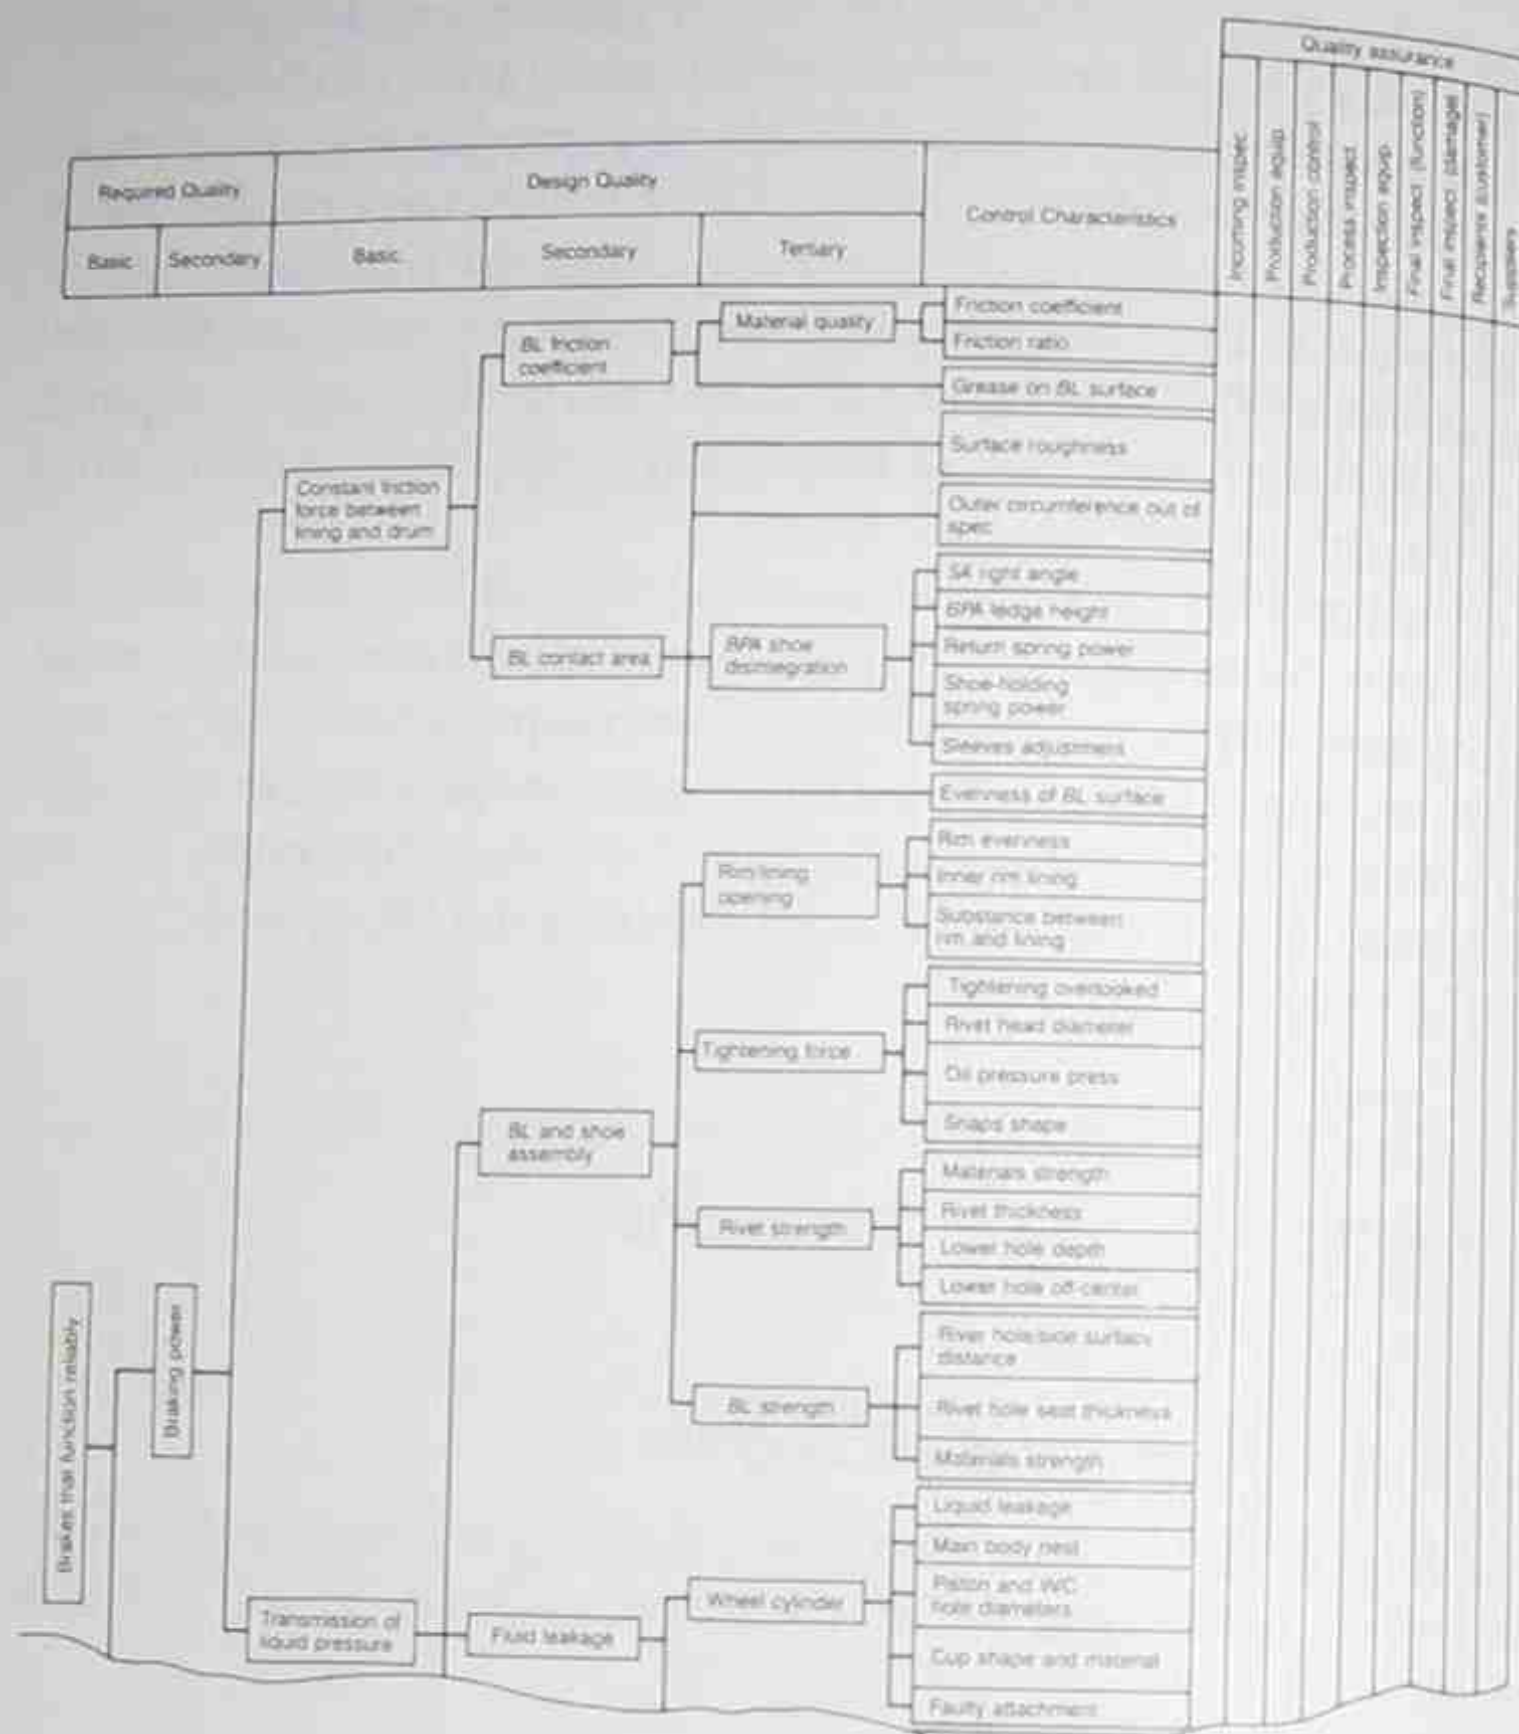 Quality assurance
Required Quality
Design Quality
Control Characteristics
Basic
Secondary
Basic
Secondary
Tertiary
Incoming inspec.
Production equip.
Production control
Process inspect.
Inspection equip.
Final inspect (function)
Final inspect (damage)
Recipients (customer)
Suppliers
BL friction
coefficient
Material quality
Friction coefficient
Friction ratio
Grease on BL surface
Constant friction
force between
lining and drum
Surface roughness
Outer circumference out of
spec
BL contact area
BPA shoe
disintegration
SA right angle
BPA ledge height
Return spring power
Shoe-holding
spring power
Sleeves adjustment
Evenness of BL surface
Rim lining
opening
Rim evenness
Inner rim lining
Substance between
rim and lining
Tightening force
Tightening overlooked
Rivet head diameter
Oil pressure press
Snaps shape
BL and shoe
assembly
Rivet strength
Materials strength
Rivet thickness
Lower hole depth
Lower hole off-center
BL strength
River hole/side surface
distance
Rivet hole seat thickness
Materials strength
Brakes that function reliably
Braking power
Transmission of
liquid pressure
Fluid leakage
Wheel cylinder
Liquid leakage
Main body
Piston and WC
hole diameters
Cup shape and material
Faulty attachment